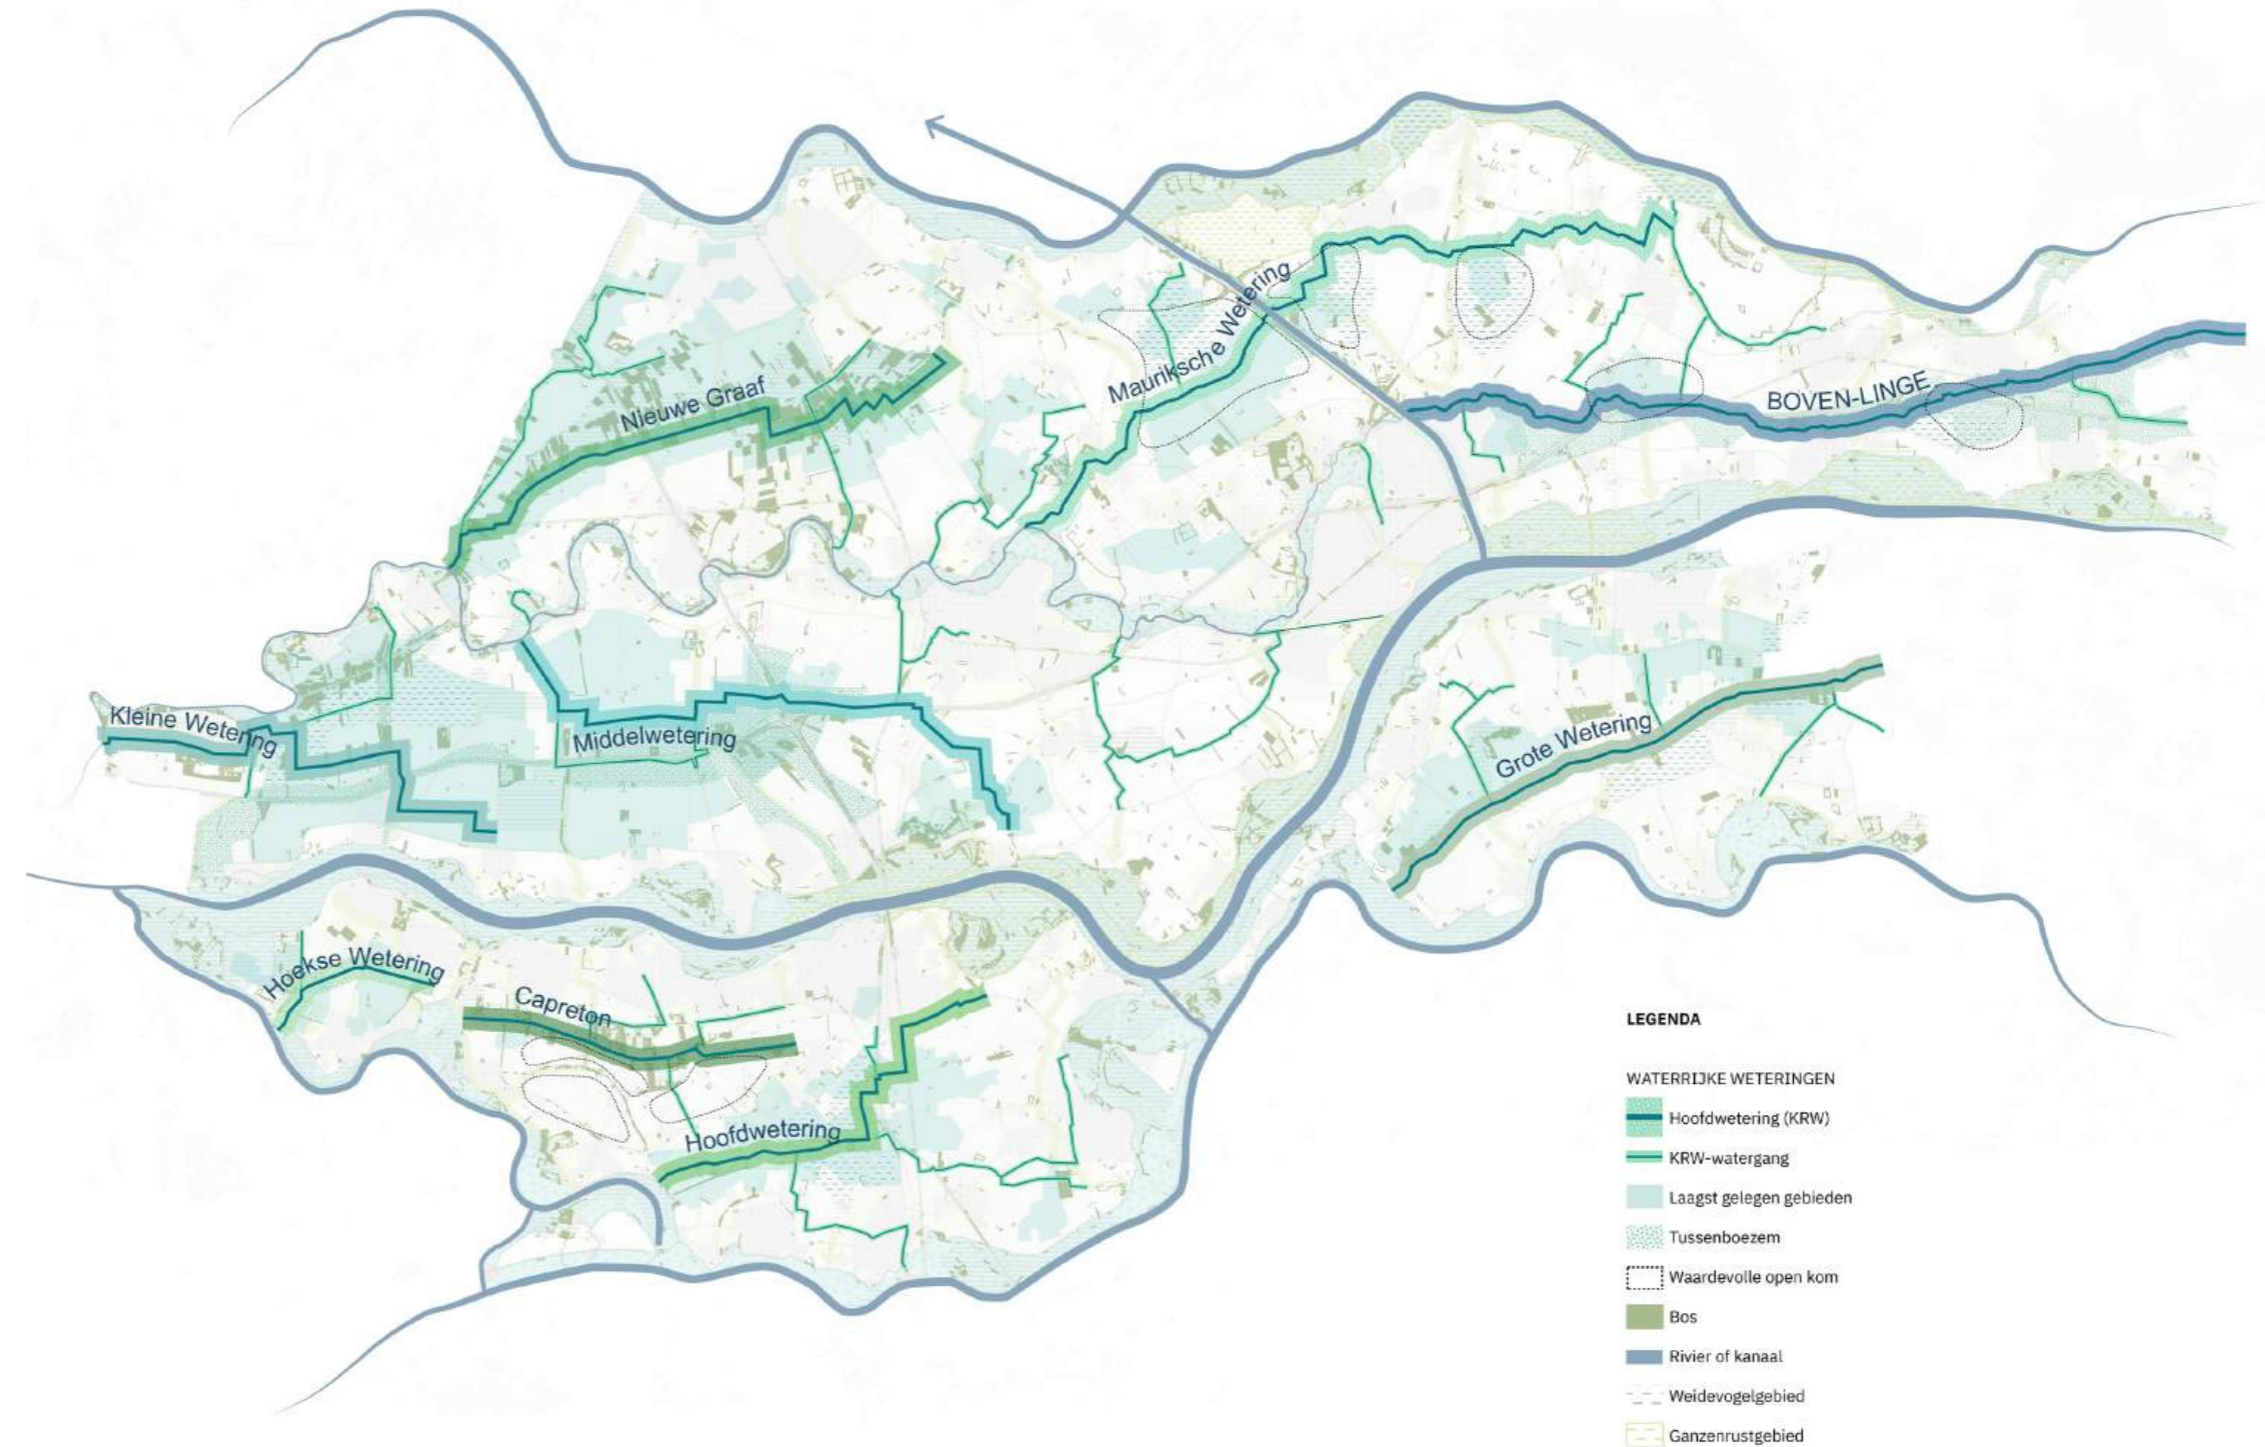 Mauriksche Wetering
Nieuwe Graaf
BOVEN-LINGE
Kleine Wetering
Middelwetering
Grote Wetering
Hoekse Wetering
Capreton
Hoofdwetering
LEGENDA
WATERRIJKE WETERINGEN
Hoofdwetering (KRW)
KRW-watergang
Laagst gelegen gebieden
Tussenboezem
Waardevolle open kom
Bos
Rivier of kanaal
Weidevogelgebied
Ganzenrustgebied